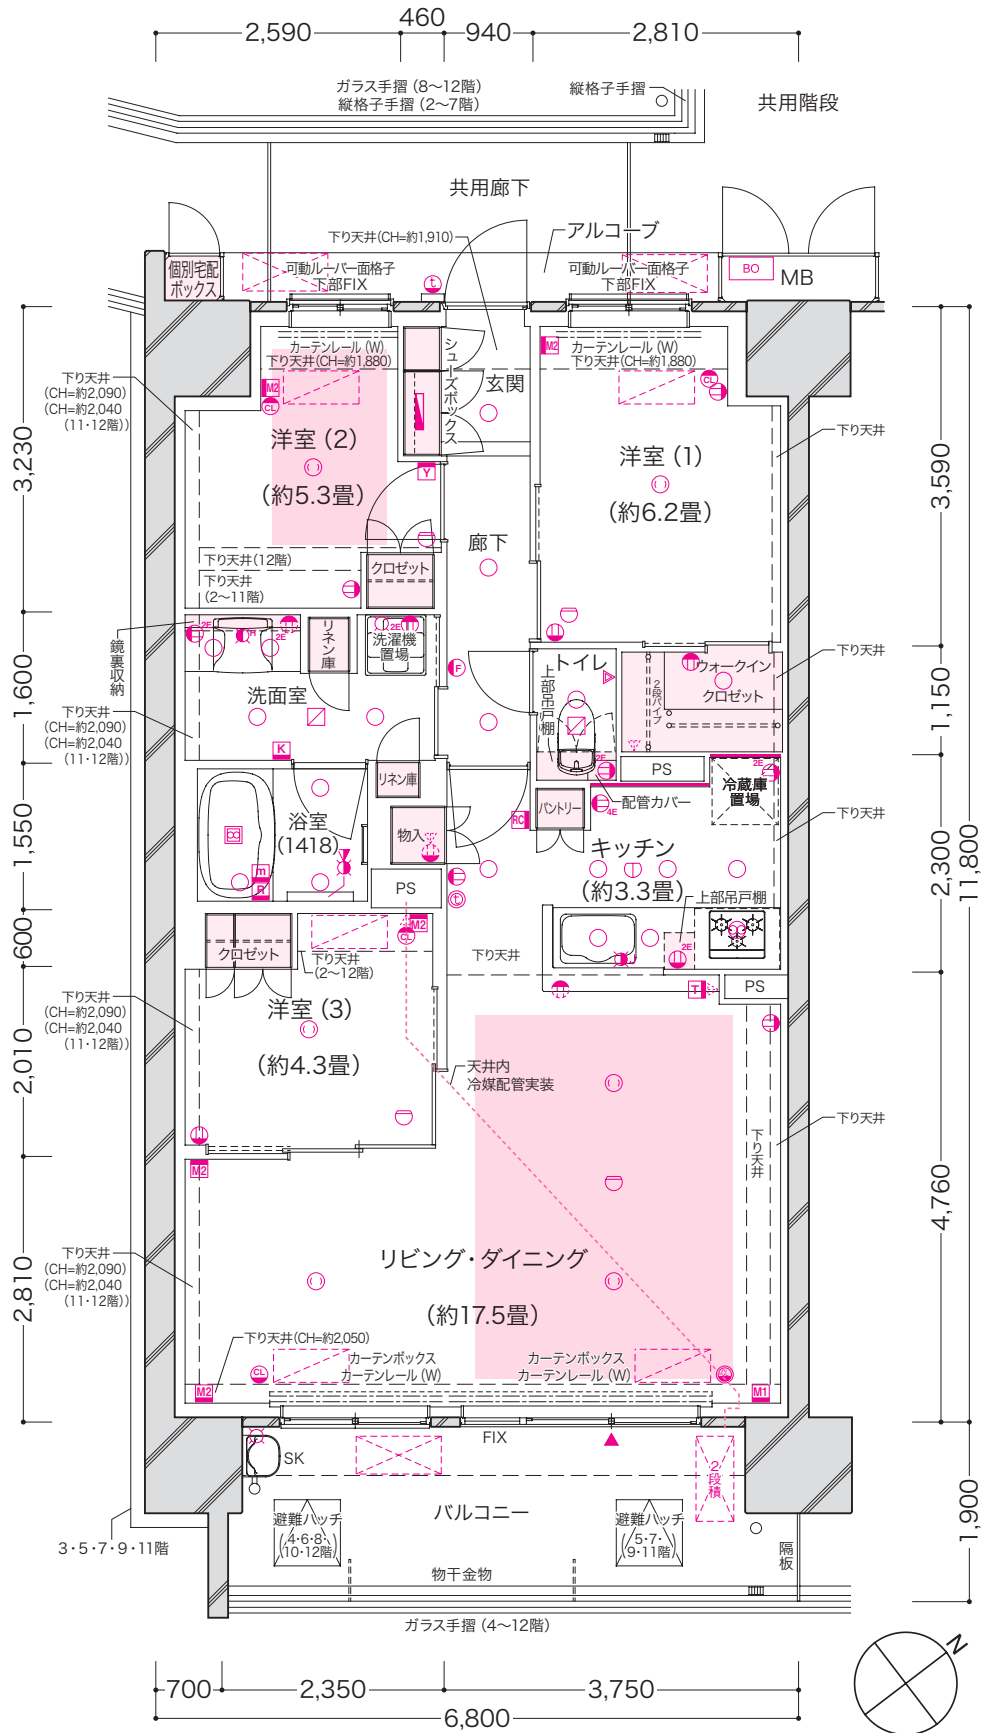 460
2,590
940
2,810
ガラス手摺 (8〜12階)
縦格子手摺 (2〜7階)
縦格子手摺
共用階段
共用廊下
下り天井(CH=約1,910)
アルコーブ
個別宅配
ボックス
可動ルーバー面格子
下部FIX
t
可動ルーバー面格子
下部FIX
BO
MB
カーテンレール (W)
下り天井(CH=約1,880)
シューズボックス
玄関
M2
カーテンレール (W)
下り天井(CH=約1,880)
下り天井
(CH=約2,090)
(CH=約2,040
(11・12階))
M2
CL
CL
下り天井
3,230
洋室 (2)
(約5.3畳)
Y
洋室 (1)
(約6.2畳)
3,590
廊下
下り天井(12階)
下り天井
(2〜11階)
クロゼット
鏡裏収納
2E
H
2E
リネン庫
2E
洗濯機
置場
洗面室
F
トイレ
上部吊戸棚
2段パイプ
ウォークイン
クロゼット
下り天井
1,600
1,150
下り天井
(CH=約2,090)
(CH=約2,040
(11・12階))
K
リネン庫
2E
PS
2E
冷蔵庫
置場
配管カバー
パントリー
4E
RC
下り天井
1,550
浴室
(1418)
m
R
物入
キッチン
(約3.3畳)
2,300
11,800
PS
t
上部吊戸棚
2E
600
クロゼット
M2
CL
下り天井
(2〜12階)
下り天井
T
PS
下り天井
(CH=約2,090)
(CH=約2,040
(11・12階))
洋室 (3)
(約4.3畳)
2,010
天井内
冷媒配管実装
下り天井
下り天井
4,760
M2
下り天井
(CH=約2,090)
(CH=約2,040
(11・12階))
2,810
リビング・ダイニング
(約17.5畳)
下り天井(CH=約2,050)
M2
CL
カーテンボックス
カーテンレール (W)
カーテンボックス
カーテンレール (W)
M1
FIX
SK
2段積
バルコニー
1,900
避難ハッチ
(4・6・8・
10・12階)
避難ハッチ
(5・7・
9・11階)
隔板
3・5・7・9・11階
物干金物
ガラス手摺 (4〜12階)
N
700
2,350
3,750
6,800